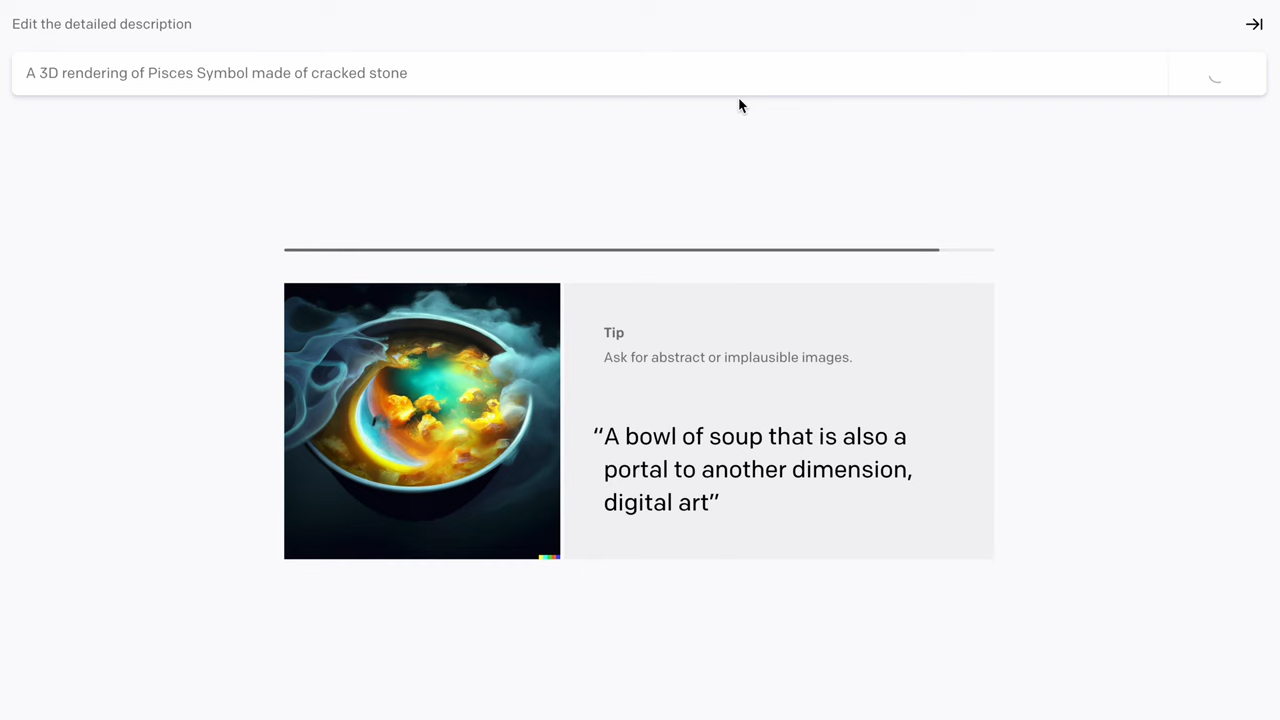 Edit the detailed description
A 3D rendering of Pisces Symbol made of cracked stone
Tip
Ask for abstract or implausible images.
“A bowl of soup that is also a
portal to another dimension,
digital art”